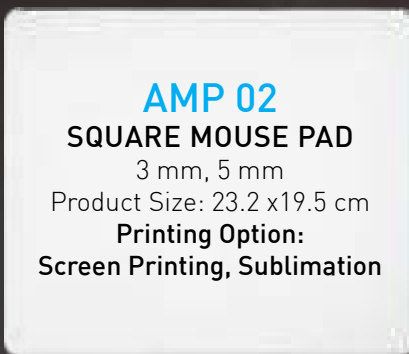 AMP 02
SQUARE MOUSE PAD
3 mm, 5 mm
Product Size: 23.2 x19.5 cm
Printing Option:
Screen Printing, Sublimation